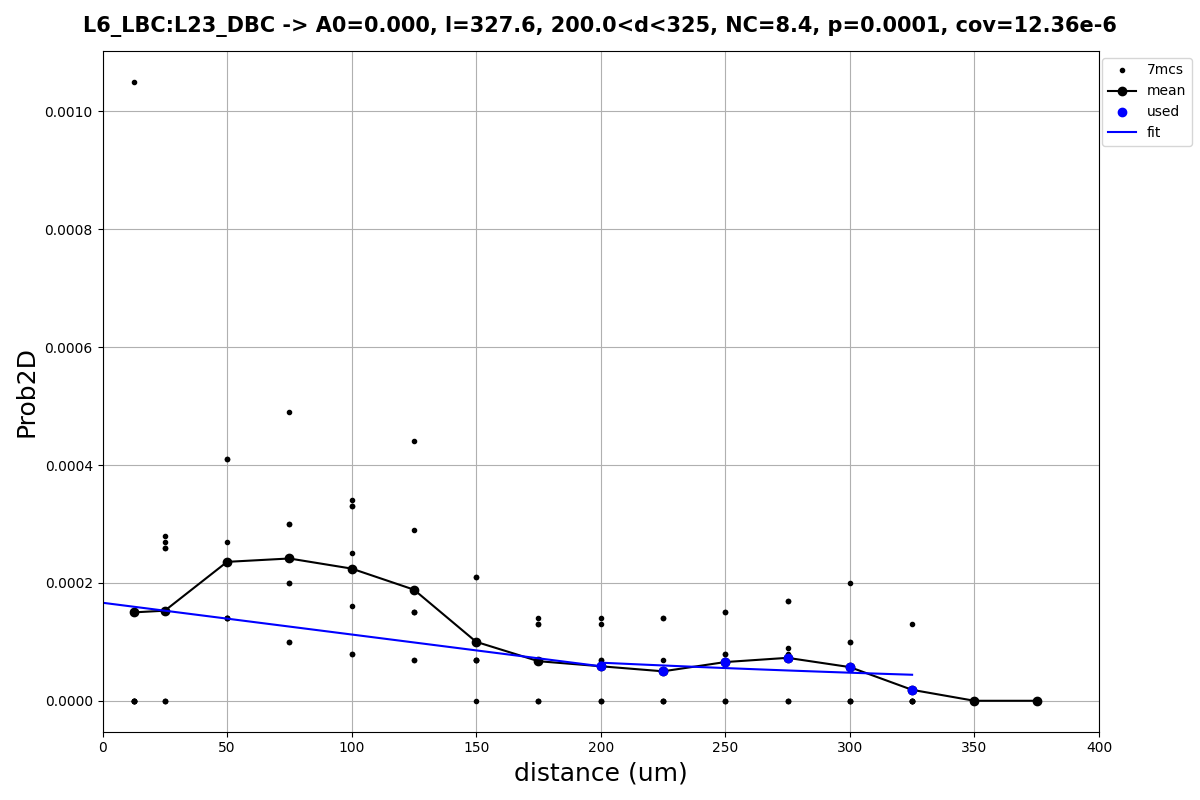 L6_LBC:L23_DBC -> A0=0.000, l=327.6, 200.0<d<325, NC=8.4, p=0.0001, cov=12.36e-6
7mcs
mean
used
fit
Prob2D
0.0010
0.0008
0.0006
0.0004
0.0002
0.0000
0 50 100 150 200 250 300 350 400
distance (um)